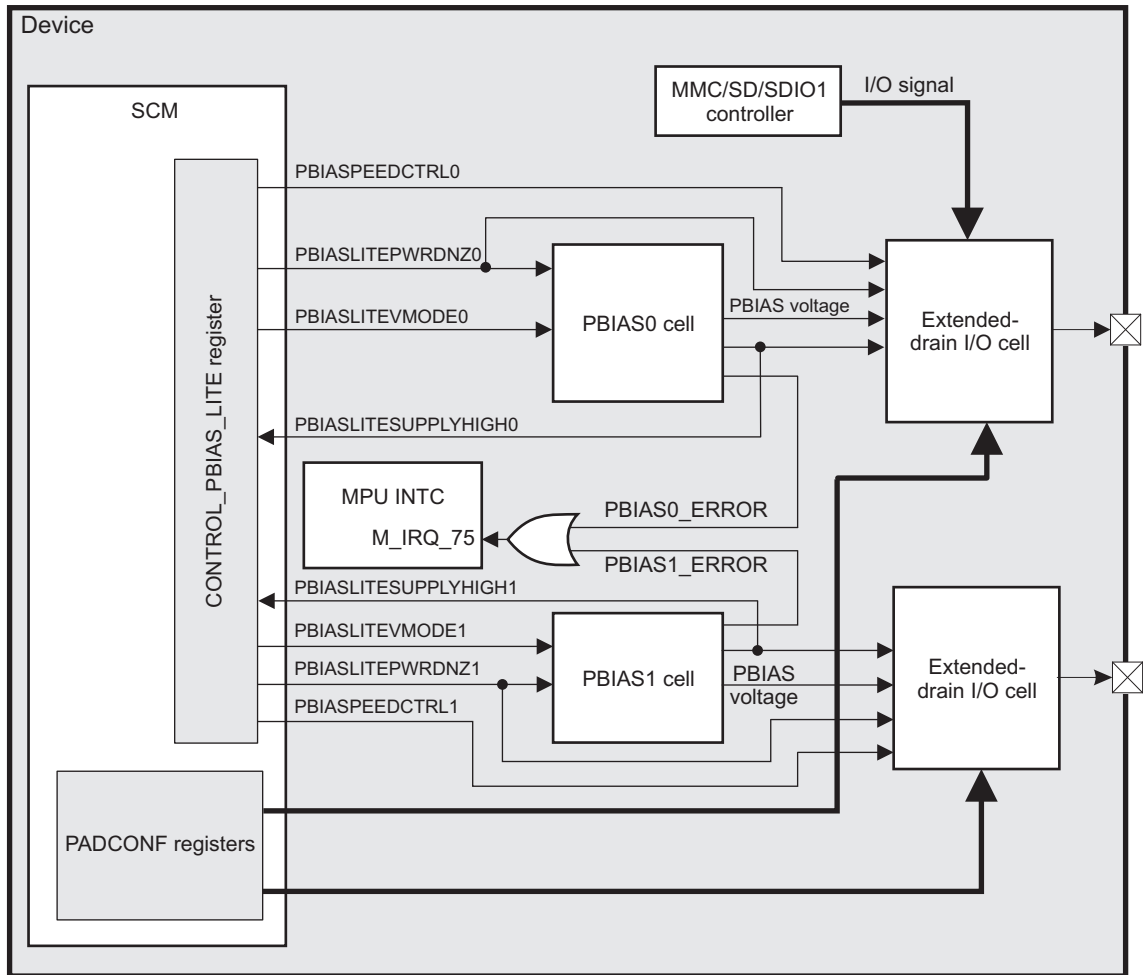 Device
SCM
MMC/SD/SDIO1
controller
I/O signal
CONTROL_PBIAS_LITE register
PBIASPEEDCTRL0
PBIASLITEPWRDNZ0
PBIASLITEVMODE0
PBIAS0 cell
PBIAS voltage
Extended-
drain I/O cell
PBIASLITESUPPLYHIGH0
MPU INTC
M_IRQ_75
PBIAS0_ERROR
PBIAS1_ERROR
PBIASLITESUPPLYHIGH1
PBIASLITEVMODE1
PBIASLITEPWRDNZ1
PBIASPEEDCTRL1
PBIAS1 cell
PBIAS
voltage
Extended-
drain I/O cell
PADCONF registers